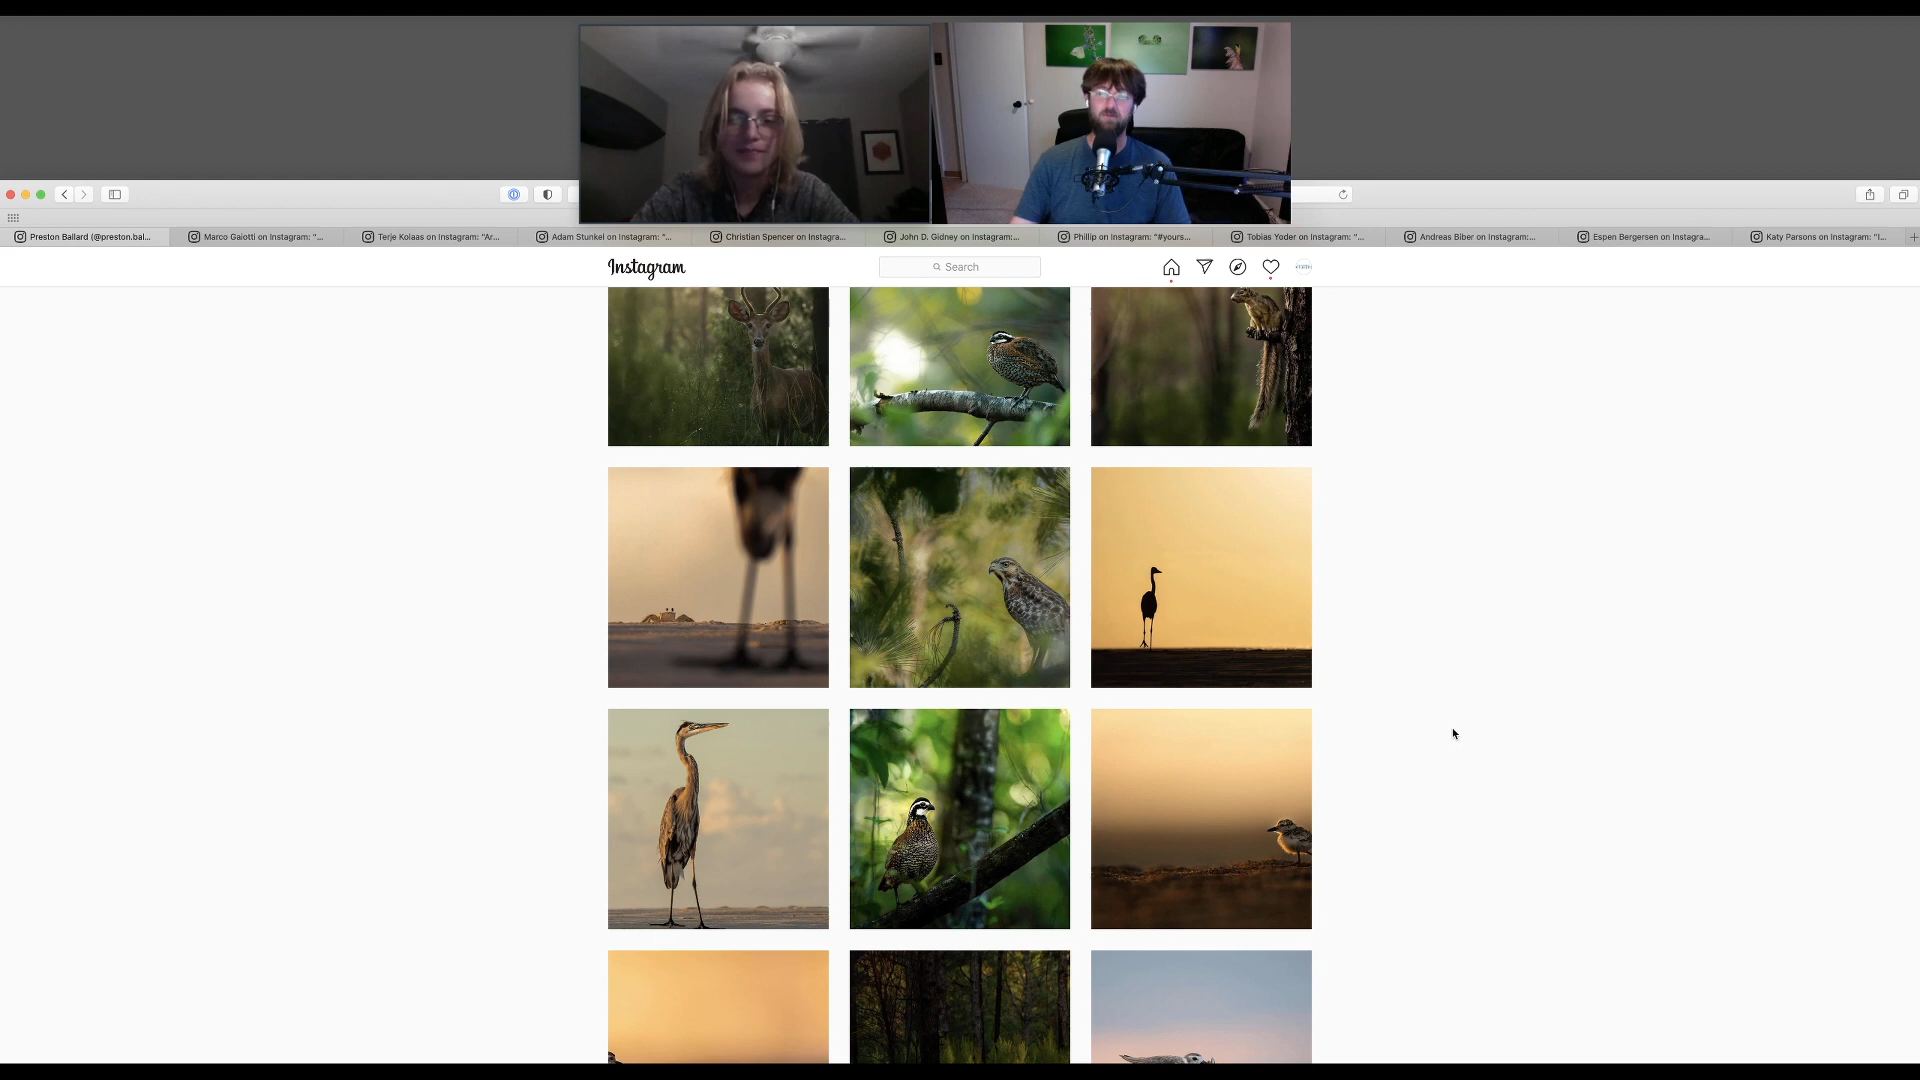 Preston Ballard (@preston.bal...
Marco Gaiotti on Instagram: "...
Terje Kolaas on Instagram: "Ar...
Adam Stunkel on Instagram: "...
Christian Spencer on Instagra...
John D. Gidney on Instagram:...
Phillip on Instagram: "#yours...
Tobias Yoder on Instagram: "...
Andreas Biber on Instagram:...
Espen Bergersen on Instagra...
Katy Parsons on Instagram: "I...
Instagram
Search